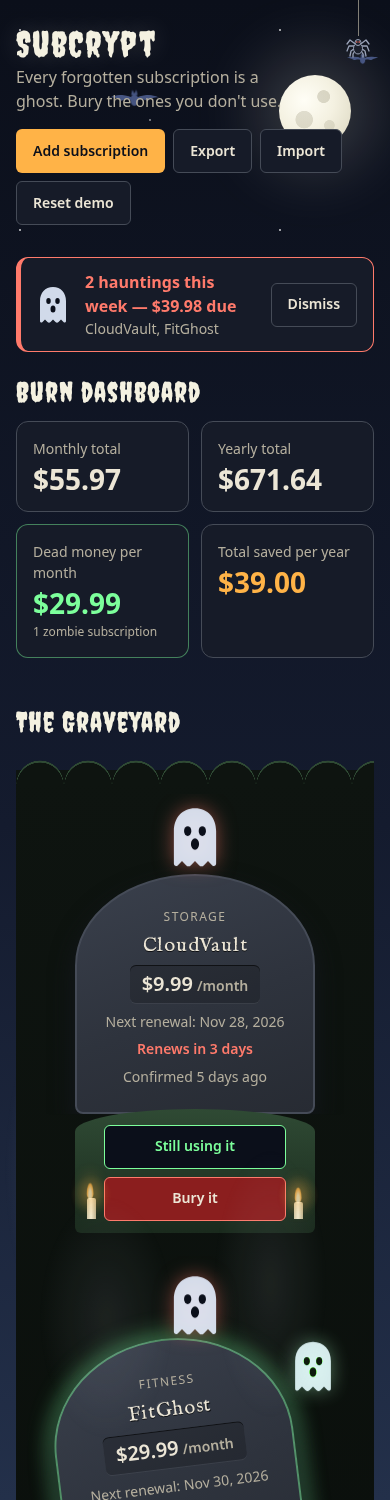 SUBCRYPT
Every forgotten subscription is a
ghost. Bury the ones you don't use.
Add subscription
Export
Import
Reset demo
2 hauntings this
week — $39.98 due
CloudVault, FitGhost
Dismiss
BURN DASHBOARD
Monthly total
$55.97
Yearly total
$671.64
Dead money per
month
$29.99
1 zombie subscription
Total saved per year
$39.00
THE GRAVEYARD
STORAGE
CloudVault
$9.99 /month
Next renewal: Nov 28, 2026
Renews in 3 days
Confirmed 5 days ago
Still using it
Bury it
FITNESS
FitGhost
$29.99 /month
Next renewal: Nov 30, 2026